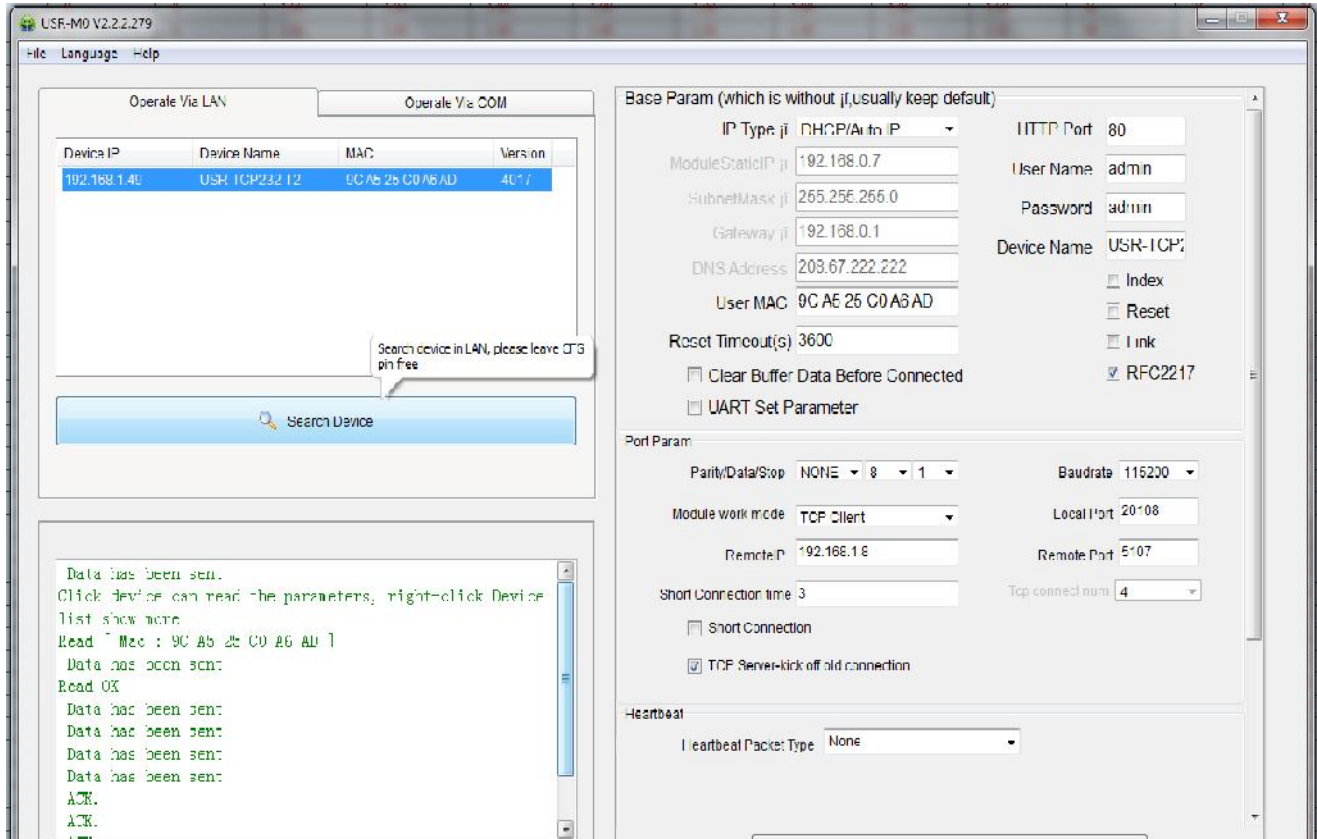 USR-M0 V2.2.2.279
File Language Help
Operate Via LAN
Operate Via COM
Device IP Device Name MAC Version
USR-TCP232-T2 9C A5 25 C0 A6 AD 4017
Search device in LAN, please leave CFG
pin free
Search Device
Data has been sent
Click device can read the parameters, right-click Device
list show more
Read [ Mac : 9C A5 25 C0 A6 AD ]
Data has been sent
Read OK
Data has been sent
Data has been sent
Data has been sent
Data has been sent
ACK.
ACK.
Base Param (which is without jï,usually keep default)
IP Type jï DHCP/Auto IP
ModuleStaticIP jï 192.168.0.7
SubnetMask jï 255.255.255.0
Gateway jï 192.168.0.1
DNS Address 208.67.222.222
User MAC 9C A5 25 C0 A6 AD
Reset Timeout(s) 3600
Clear Buffer Data Before Connected
UART Set Parameter
HTTP Port 80
User Name admin
Password admin
Device Name USR-TCP2
Index
Reset
Link
RFC2217
Port Param
Parity/Data/Stop NONE 8 1
Baudrate 115200
Module work mode TCP Client
Local Port 20108
RemoteIP 192.168.1.8
Remote Port 5107
Short Connection time 3
Tcp connect num 4
Short Connection
TCP Server-kick off old connection
Heartbeat
Heartbeat Packet Type None